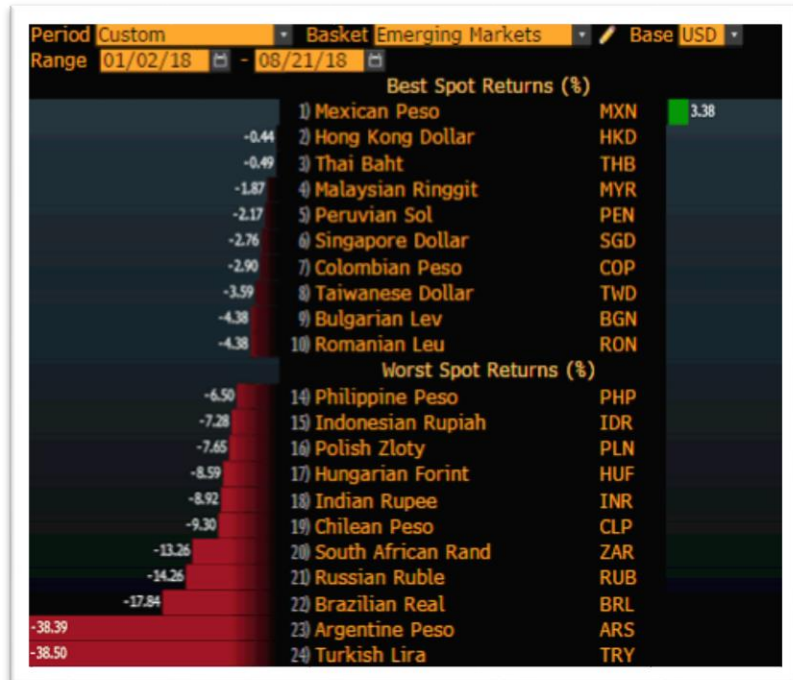 Period Custom Basket Emerging Markets Base USD
Range 01/02/18 - 08/21/18
Best Spot Returns (%)
1) Mexican Peso MXN 3.38
-0.44 2) Hong Kong Dollar HKD
-0.49 3) Thai Baht THB
-1.87 4) Malaysian Ringgit MYR
-2.17 5) Peruvian Sol PEN
-2.76 6) Singapore Dollar SGD
-2.90 7) Colombian Peso COP
-3.59 8) Taiwanese Dollar TWD
-4.38 9) Bulgarian Lev BGN
-4.38 10) Romanian Leu RON
Worst Spot Returns (%)
-6.50 14) Philippine Peso PHP
-7.28 15) Indonesian Rupiah IDR
-7.65 16) Polish Zloty PLN
-8.59 17) Hungarian Forint HUF
-8.92 18) Indian Rupee INR
-9.30 19) Chilean Peso CLP
-13.26 20) South African Rand ZAR
-14.26 21) Russian Ruble RUB
-17.84 22) Brazilian Real BRL
-38.39 23) Argentine Peso ARS
-38.50 24) Turkish Lira TRY